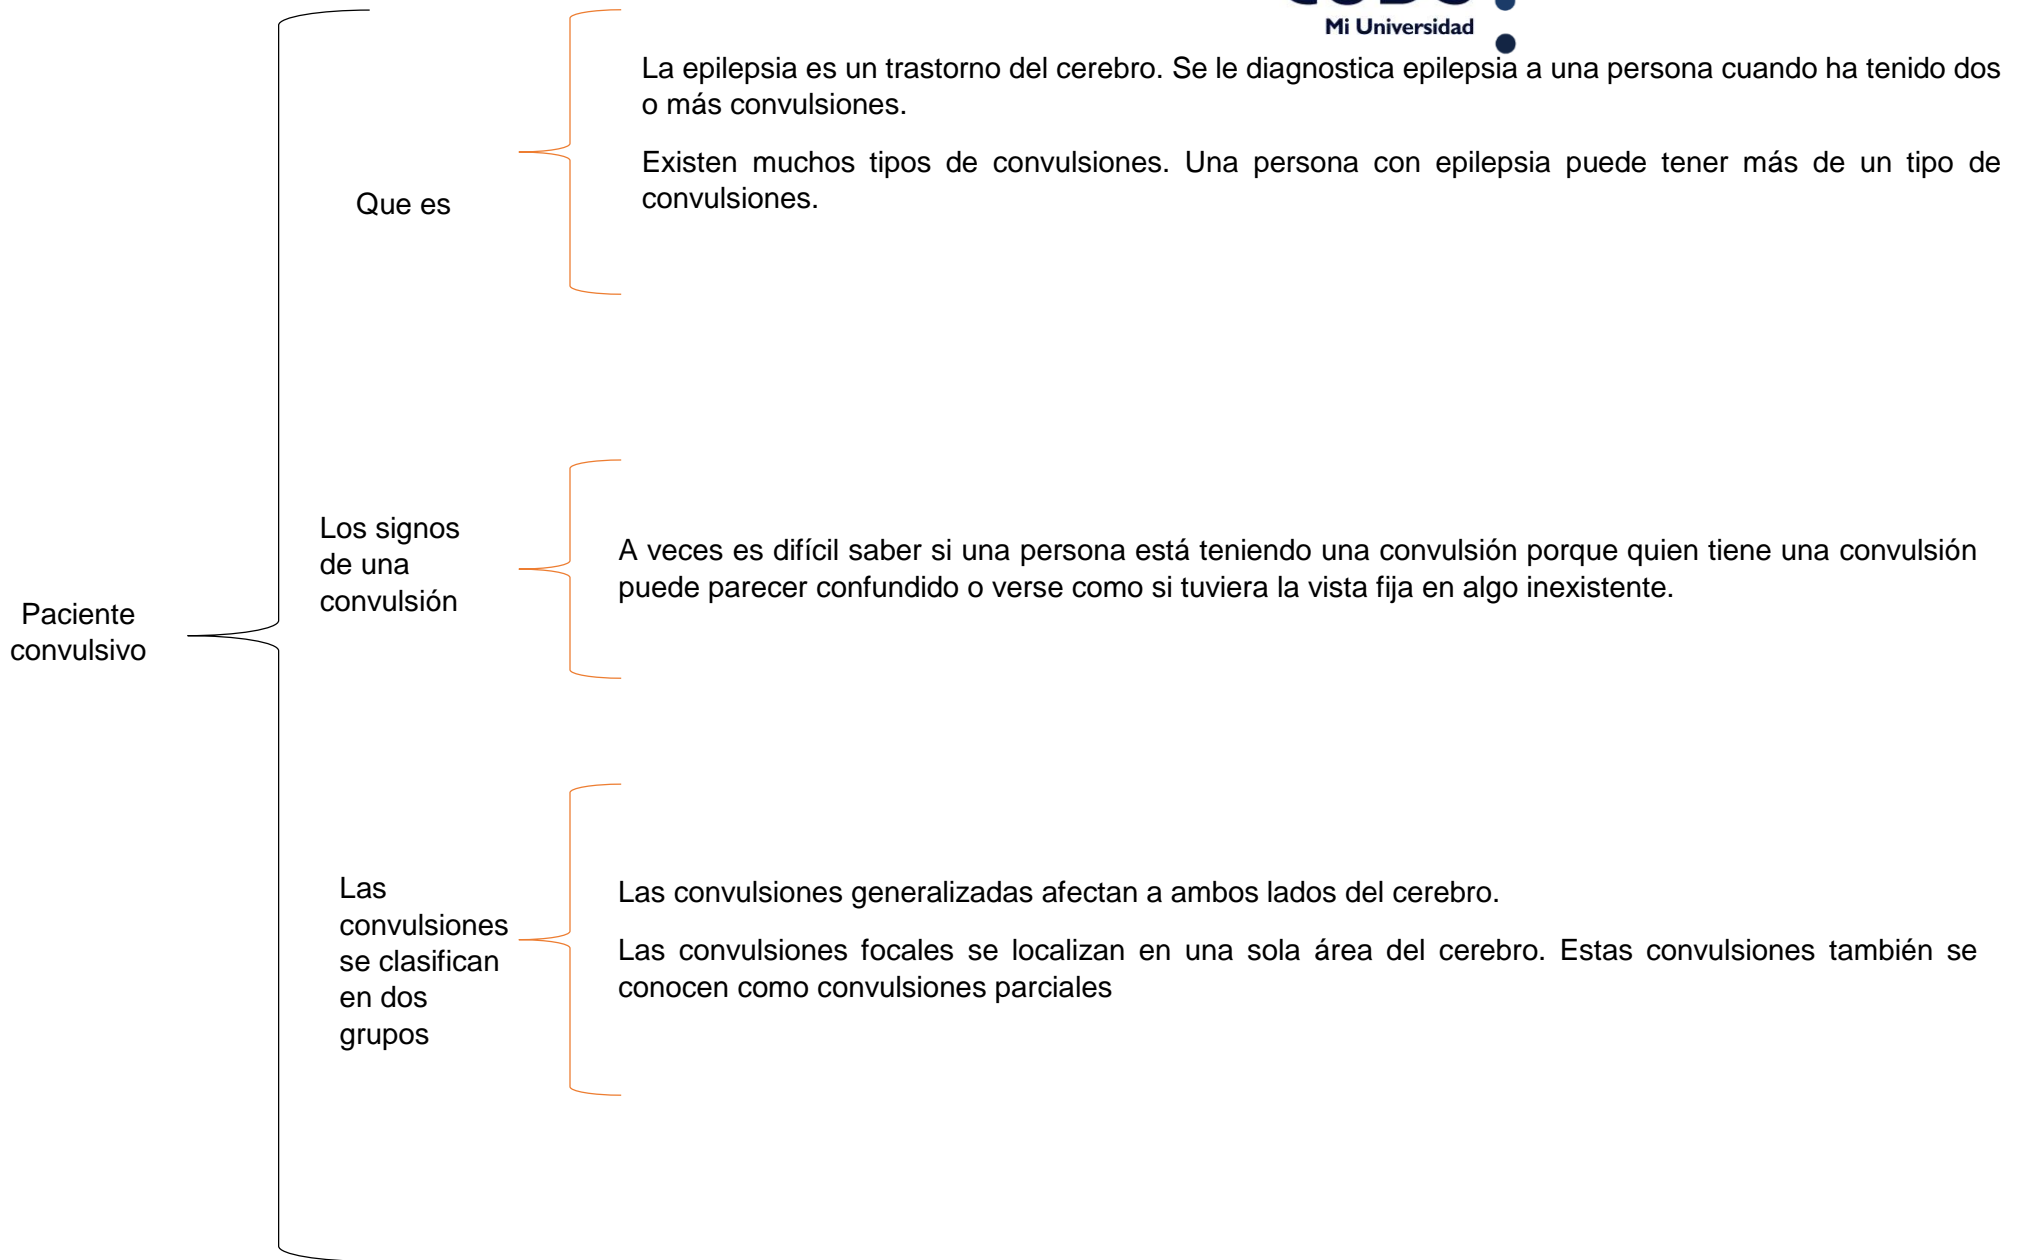 Mi Universidad
La epilepsia es un trastorno del cerebro. Se le diagnostica epilepsia a una persona cuando ha tenido dos
o más convulsiones.
Existen muchos tipos de convulsiones. Una persona con epilepsia puede tener más de un tipo de
convulsiones.
Que es
Los signos
de una
convulsión
A veces es difícil saber si una persona está teniendo una convulsión porque quien tiene una convulsión
puede parecer confundido o verse como si tuviera la vista fija en algo inexistente.
Paciente
convulsivo
Las
convulsiones
se clasifican
en dos
grupos
Las convulsiones generalizadas afectan a ambos lados del cerebro.
Las convulsiones focales se localizan en una sola área del cerebro. Estas convulsiones también se
conocen como convulsiones parciales